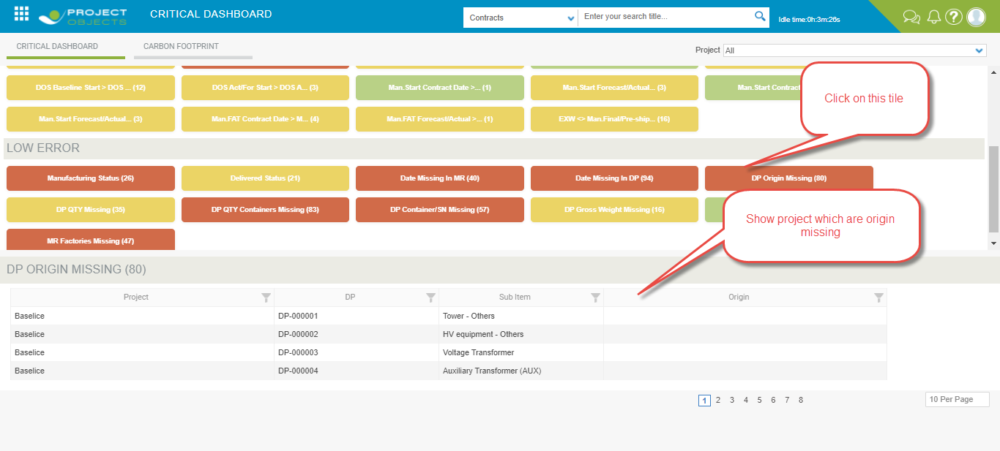 PROJECT
OBJECTS
CRITICAL DASHBOARD
Contracts
Enter your search title...
Idle time:0h:3m:26s
?
CRITICAL DASHBOARD
CARBON FOOTPRINT
Project
All
DOS Baseline Start > DOS ... (12)
DOS Act/For Start > DOS A... (3)
Man.Start Contract Date >... (1)
Man.Start Forecast/Actual... (3)
Man.Start Contract
Click on this tile
Man.Start Forecast/Actual... (3)
Man.FAT Contract Date > M... (4)
Man.FAT Forecast/Actual >... (1)
EXW <> Man.Final/Pre-ship... (16)
LOW ERROR
Manufacturing Status (26)
Delivered Status (21)
Date Missing In MR (40)
Date Missing In DP (94)
DP Origin Missing (80)
DP QTY Missing (35)
DP QTY Containers Missing (83)
DP Container/SN Missing (57)
DP Gross Weight Missing (16)
Show project which are origin
missing
MR Factories Missing (47)
DP ORIGIN MISSING (80)
Project
DP
Sub Item
Origin
Baselice
DP-000001
Tower - Others
Baselice
DP-000002
HV equipment - Others
Baselice
DP-000003
Voltage Transformer
Baselice
DP-000004
Auxiliary Transformer (AUX)
1 2 3 4 5 6 7 8
10 Per Page